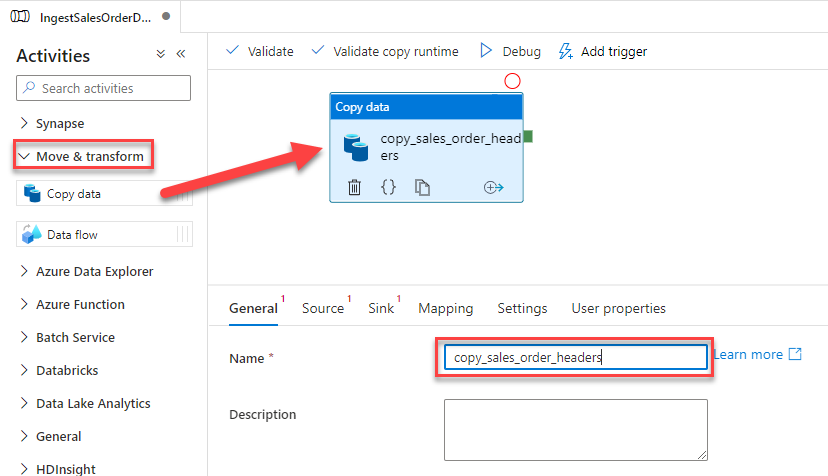 IngestSalesOrderD...
Activities
Search activities
Synapse
Move & transform
Copy data
Data flow
Azure Data Explorer
Azure Function
Batch Service
Databricks
Data Lake Analytics
General
HDInsight
Validate
Validate copy runtime
Debug
Add trigger
Copy data
copy_sales_order_head
ers
{}
General 1
Source 1
Sink 1
Mapping
Settings
User properties
Name *
copy_sales_order_headers
Learn more
Description